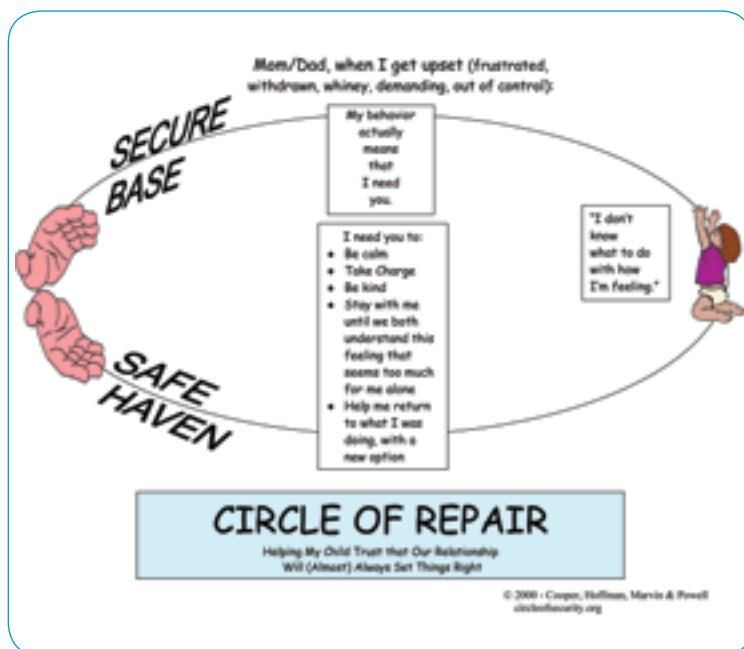 Mom/Dad, when I get upset (frustrated,
withdrawn, whiney, demanding, out of control):
SECURE
BASE
My behavior
actually
means
that
I need
you.
I need you to:
♦ Be calm
♦ Take Charge
♦ Be kind
♦ Stay with me
until we both
understand this
feeling that
seems too much
for me alone
♦ Help me return
to what I was
doing, with a
new option
"I don't
know
what to do
with how
I'm feeling."
SAFE
HAVEN
CIRCLE OF REPAIR
Helping My Child Trust that Our Relationship
Will (Almost) Always Set Things Right
© 2000 : Cooper, Hoffman, Marvin & Powell
circleofsecurity.org